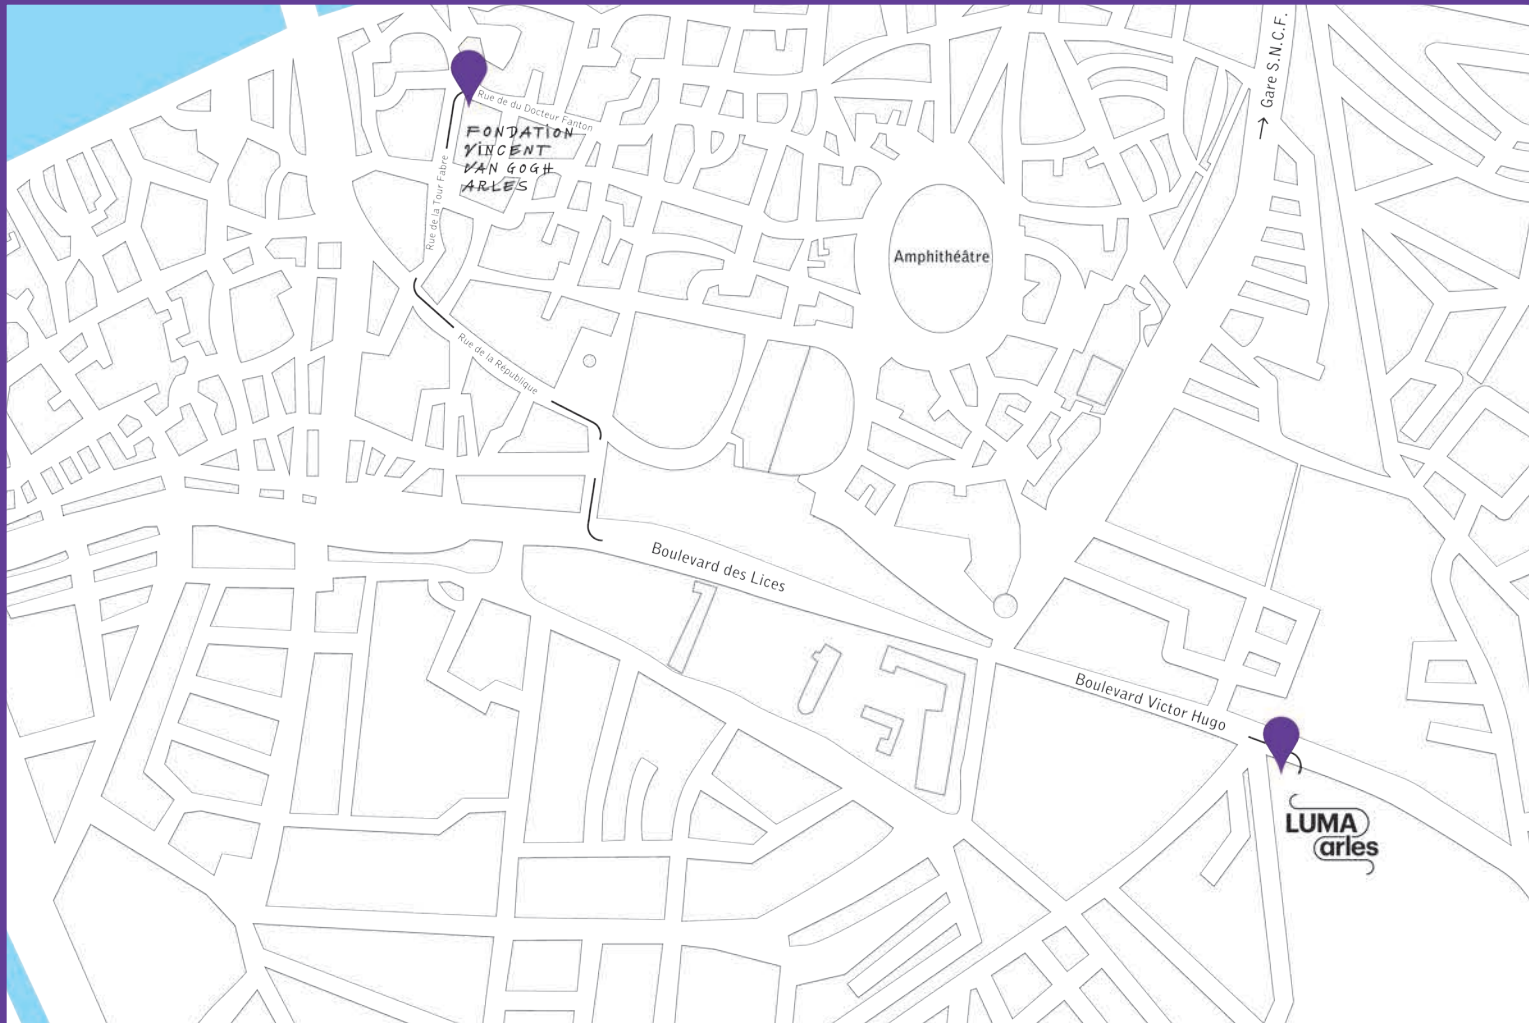 Gare S.N.C.F.
Rue de du Docteur Fanton
FONDATION
VINCENT
VAN GOGH
ARLES
Rue de la Tour Fabre
Amphithéâtre
Rue de la République
Boulevard des Lices
Boulevard Victor Hugo
LUMA
arles